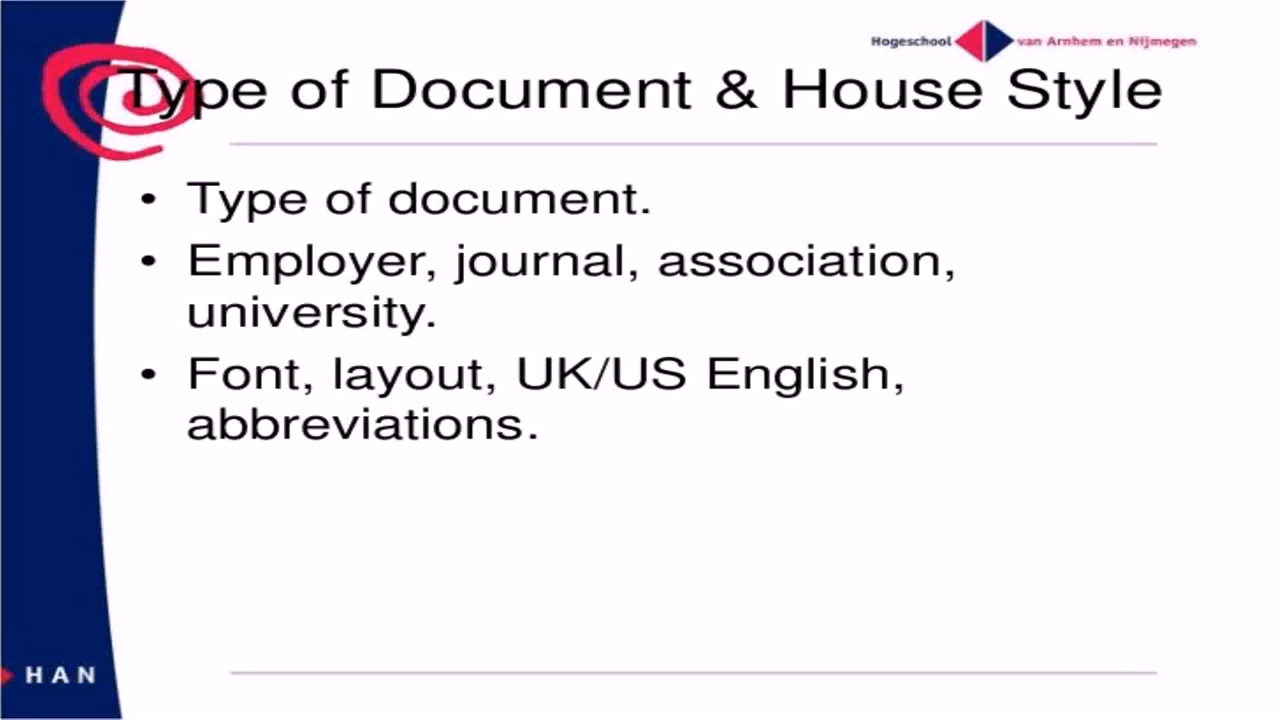 Hogeschool van Arnhem en Nijmegen
Type of Document & House Style
• Type of document.
• Employer, journal, association,
university.
• Font, layout, UK/US English,
abbreviations.
HAN